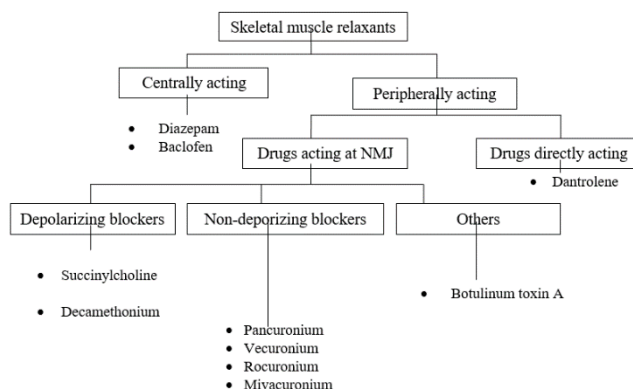 Skeletal muscle relaxants
Centrally acting
Peripherally acting
• Diazepam
• Baclofen
Drugs acting at NMJ
Drugs directly acting
• Dantrolene
Depolarizing blockers
Non-deporizing blockers
Others
• Succinylcholine
• Decamethonium
• Botulinum toxin A
• Pancuronium
• Vecuronium
• Rocuronium
• Mivacuronium